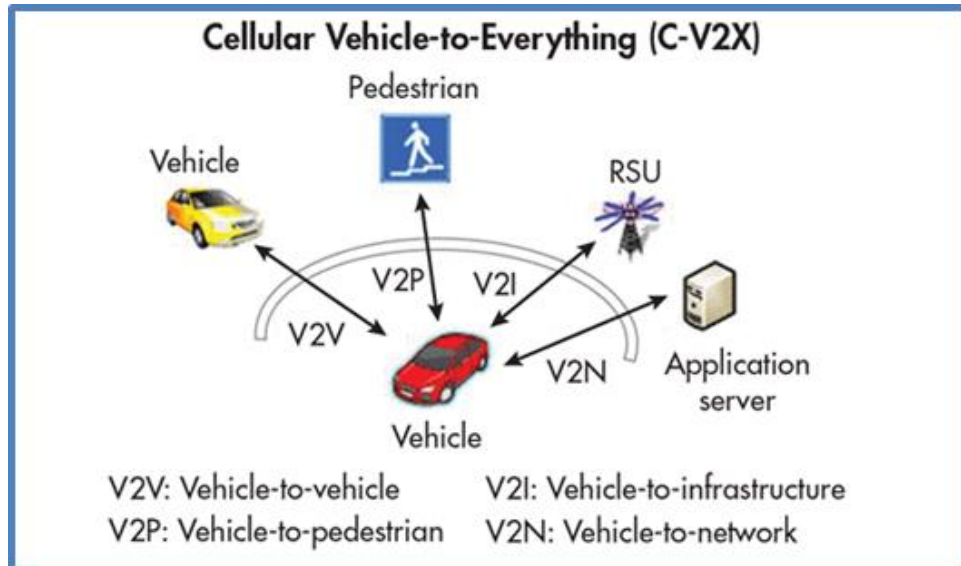 Cellular Vehicle-to-Everything (C-V2X)
Pedestrian
Vehicle
RSU
V2P
V2I
V2V
V2N
Application
server
Vehicle
V2V: Vehicle-to-vehicle
V2I: Vehicle-to-infrastructure
V2P: Vehicle-to-pedestrian
V2N: Vehicle-to-network